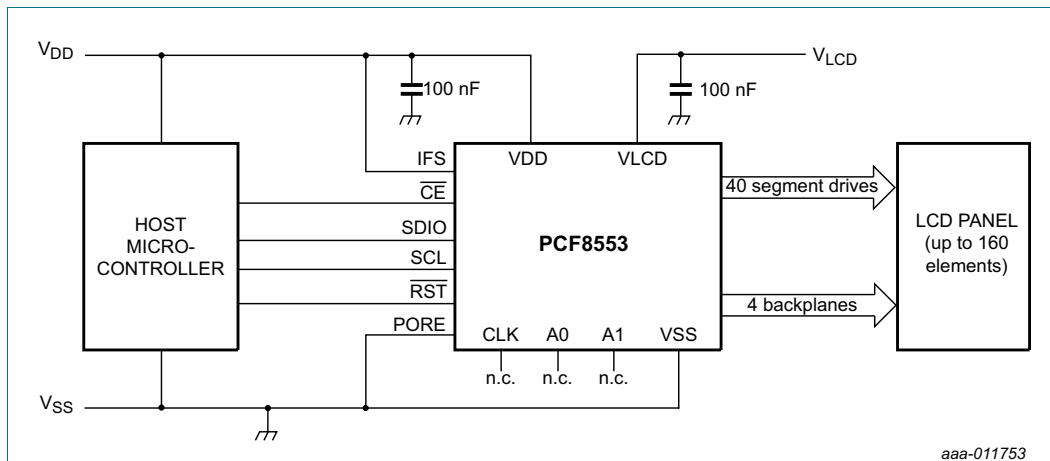 VDD
VLCD
100 nF
100 nF
IFS
VDD
VLCD
CE
40 segment drives
HOST
MICRO-
CONTROLLER
SDIO
PCF8553
LCD PANEL
(up to 160
elements)
SCL
RST
4 backplanes
PORE
CLK
A0
A1
VSS
n.c.
n.c.
n.c.
VSS
aaa-011753